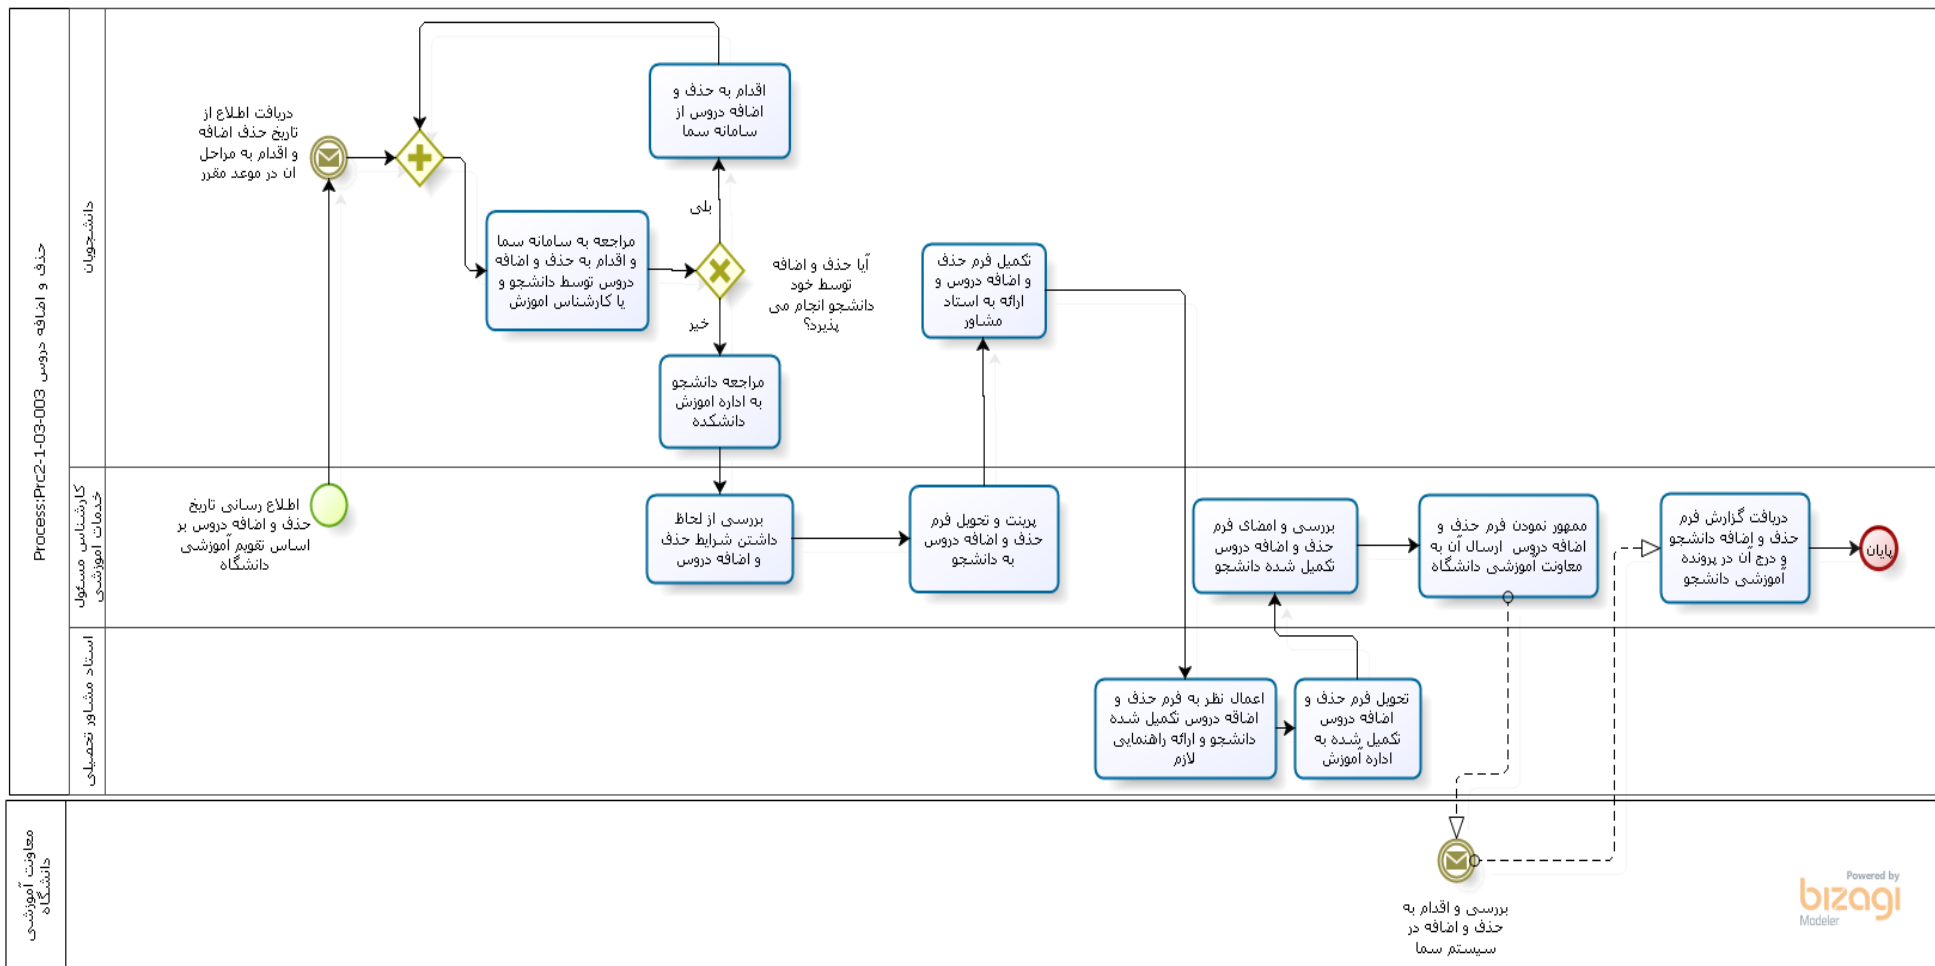 Process:Prc2-1-03-003 حذف و اضافه دروس
دانشجویان
دریافت اطلاع از
تاریخ حذف اضافه
و اقدام به مراحل
ان در موعد مقرر
اقدام به حذف و
اضافه دروس از
سامانه سما
مراجعه به سامانه سما
و اقدام به حذف و اضافه
دروس توسط دانشجو و
یا کارشناس اموزش
بلی
خیر
آیا حذف و اضافه
توسط خود
دانشجو انجام می
پذیرد؟
مراجعه دانشجو
به اداره اموزش
دانشکده
تکمیل فرم حذف
و اضافه دروس و
ارائه به استاد
مشاور
کارشناس مسئول
خدمات اموزشی
اطلاع رسانی تاریخ
حذف و اضافه دروس بر
اساس تقویم آموزشی
دانشگاه
بررسی از لحاظ
داشتن شرایط حذف
و اضافه دروس
پرینت و تحویل فرم
حذف و اضافه دروس
به دانشجو
بررسی و امضای فرم
حذف و اضافه دروس
تکمیل شده دانشجو
ممهور نمودن فرم حذف و
اضافه دروس ارسال آن به
معاونت آموزشی دانشگاه
دریافت گزارش فرم
حذف و اضافه دانشجو
و درج آن در پرونده
آموزشی دانشجو
پایان
استاد مشاور تحصیلی
اعمال نظر به فرم حذف و
اضاقه دروس تکمیل شده
دانشجو و ارائه راهنمایی
لازم
تحویل فرم حذف و
اضافه دروس
تکمیل شده به
اداره آموزش
معاونت آموزشی
دانشگاه
بررسی و اقدام به
حذف و اضافه در
سیستم سما
Powered by
bizagi
Modeler